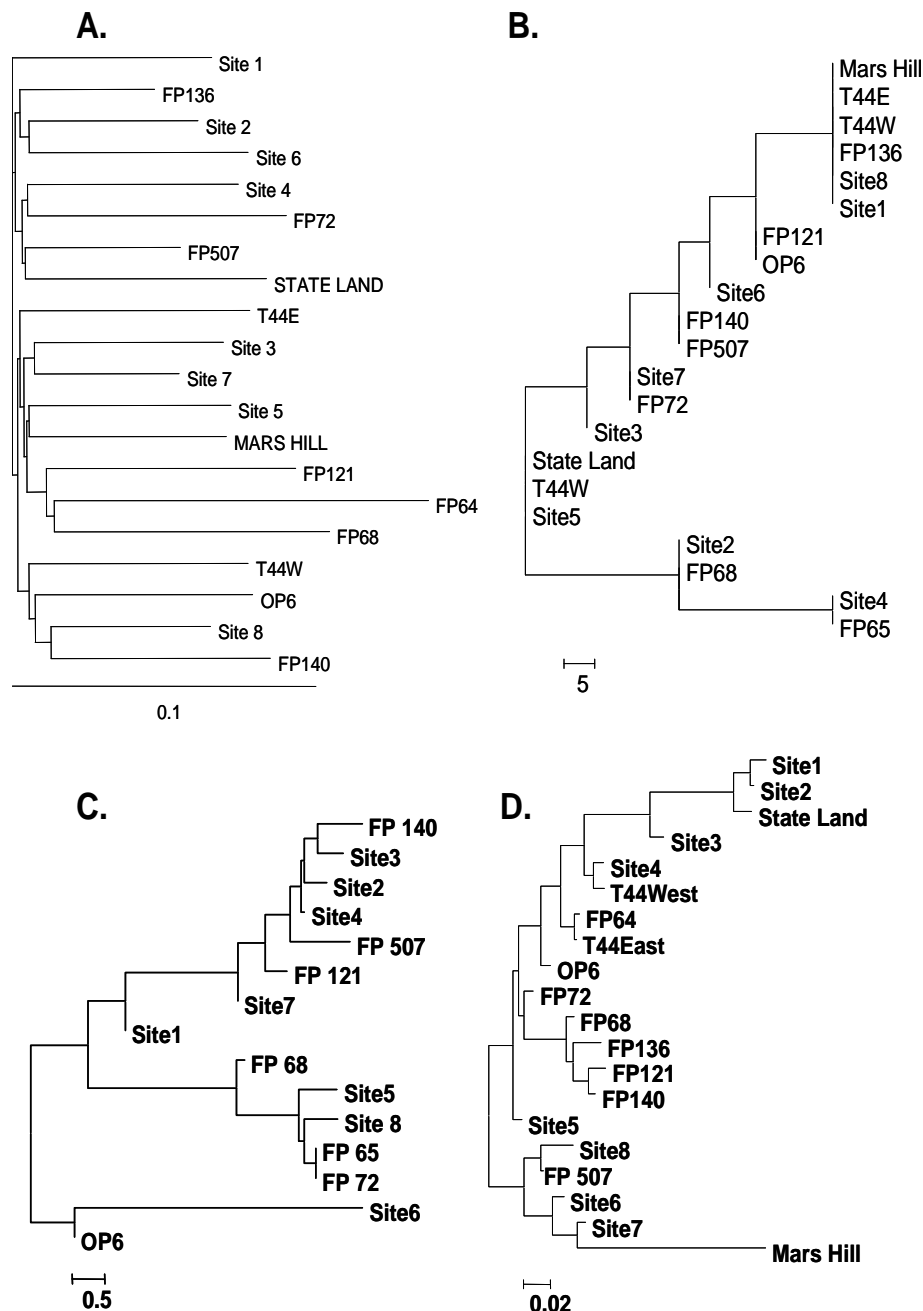 A.
Site 1
FP136
Site 2
Site 6
Site 4
FP72
FP507
STATE LAND
T44E
Site 3
Site 7
Site 5
MARS HILL
FP121
FP64
FP68
T44W
OP6
Site 8
FP140
0.1
B.
Mars Hill
T44E
T44W
FP136
Site8
Site1
FP121
OP6
Site6
FP140
FP507
Site7
FP72
Site3
State Land
T44W
Site5
Site2
FP68
Site4
FP65
5
C.
FP 140
Site3
Site2
Site4
FP 507
FP 121
Site7
Site1
FP 68
Site5
Site 8
FP 65
FP 72
Site6
OP6
0.5
D.
Site1
Site2
State Land
Site3
Site4
T44West
FP64
T44East
OP6
FP72
FP68
FP136
FP121
FP140
Site5
Site8
FP 507
Site6
Site7
Mars Hill
0.02